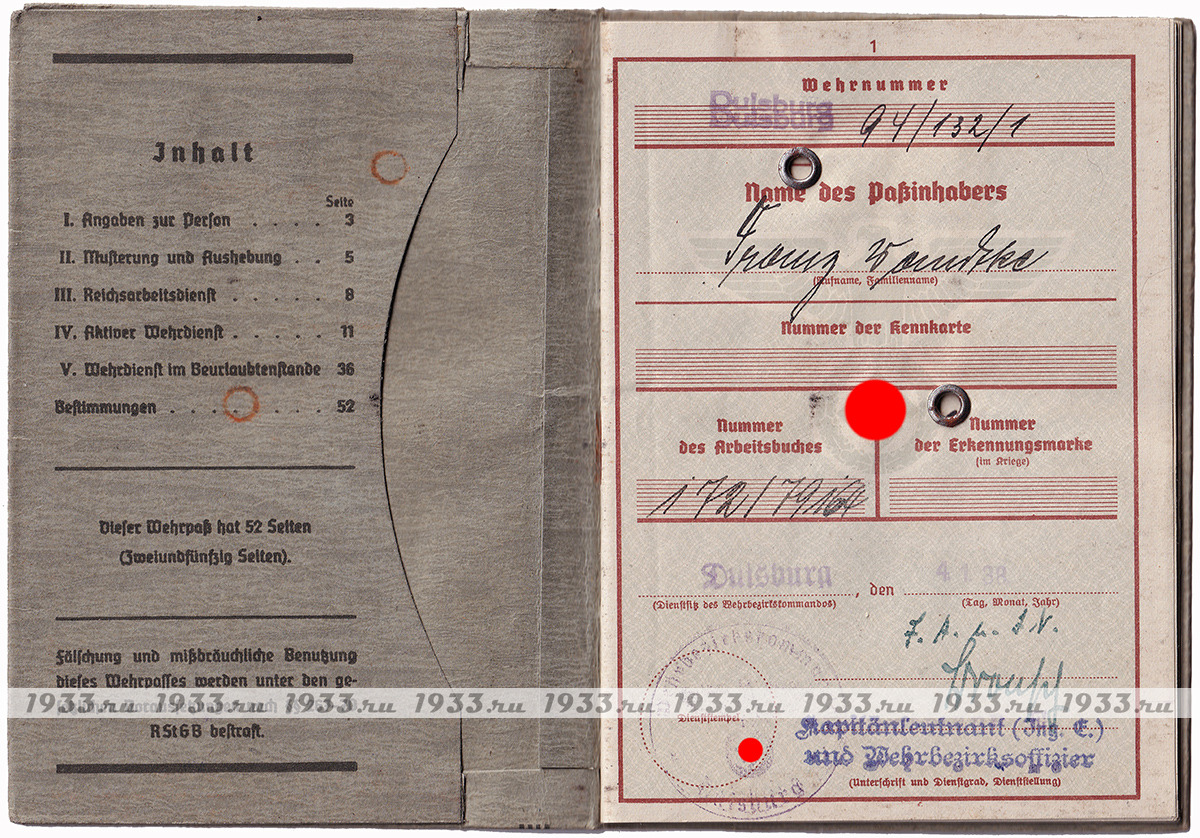 Inhalt
Seite
I. Angaben zur Person . . . . . 3
II. Musterung und Aushebung . . 5
III. Reichsarbeitsdienst . . . . . . 8
IV. Aktiver Wehrdienst . . . . . . 11
V. Wehrdienst im Beurlaubtenstande 36
Bestimmungen . . . . . . . . . 52
Dieser Wehrpaß hat 52 Seiten
(Zweiundfünfzig Seiten).
Fälschung und mißbräuchliche Benutzung
dieses Wehrpasses werden unter den ge-
1933.ru 1933.ru 1933.ru 1933.ru 1933.ru 1933.ru 1933.ru 1933.ru 1933.ru
RStGB bestraft.
1
Wehrnummer
Duisburg 94/132/1
Name des Paßinhabers
Franz
(Rufname, Familienname)
Nummer der Kennkarte
Nummer
des Arbeitsbuches
Nummer
der Erkennungsmarke
(im Kriege)
Duisburg, den 4 1 38
(Dienstsitz des Wehrbezirkskommandos) (Tag, Monat, Jahr)
Dienststempel
Kapitänleutnant (Ing. E.)
und Wehrbezirksoffizier
(Unterschrift und Dienstgrad, Dienststellung)